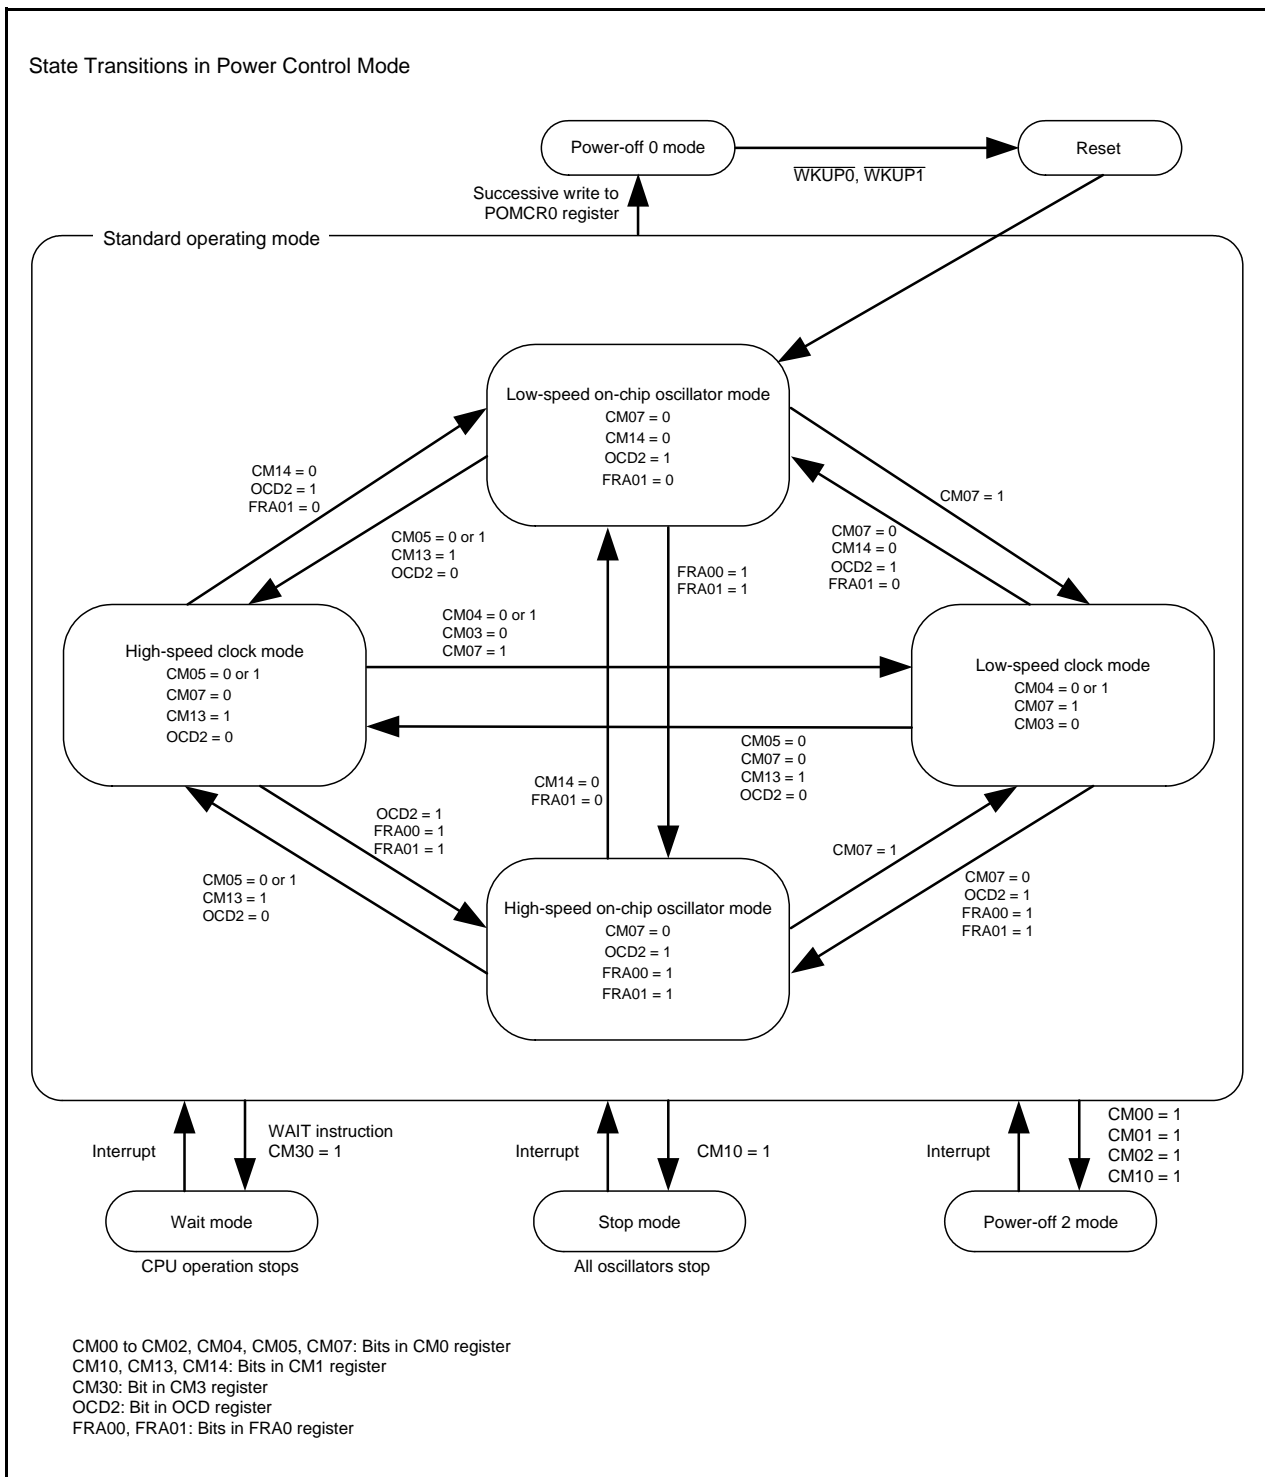 State Transitions in Power Control Mode
Power-off 0 mode
Reset
WKUP0, WKUP1
Successive write to
POMCR0 register
Standard operating mode
Low-speed on-chip oscillator mode
CM07 = 0
CM14 = 0
OCD2 = 1
FRA01 = 0
CM14 = 0
OCD2 = 1
FRA01 = 0
CM05 = 0 or 1
CM13 = 1
OCD2 = 0
CM07 = 1
CM07 = 0
CM14 = 0
OCD2 = 1
FRA01 = 0
FRA00 = 1
FRA01 = 1
High-speed clock mode
CM05 = 0 or 1
CM07 = 0
CM13 = 1
OCD2 = 0
CM04 = 0 or 1
CM03 = 0
CM07 = 1
Low-speed clock mode
CM04 = 0 or 1
CM07 = 1
CM03 = 0
CM05 = 0
CM07 = 0
CM13 = 1
OCD2 = 0
CM14 = 0
FRA01 = 0
OCD2 = 1
FRA00 = 1
FRA01 = 1
CM05 = 0 or 1
CM13 = 1
OCD2 = 0
CM07 = 1
CM07 = 0
OCD2 = 1
FRA00 = 1
FRA01 = 1
High-speed on-chip oscillator mode
CM07 = 0
OCD2 = 1
FRA00 = 1
FRA01 = 1
Interrupt
WAIT instruction
CM30 = 1
Interrupt
CM10 = 1
Interrupt
CM00 = 1
CM01 = 1
CM02 = 1
CM10 = 1
Wait mode
Stop mode
Power-off 2 mode
CPU operation stops
All oscillators stop
CM00 to CM02, CM04, CM05, CM07: Bits in CM0 register
CM10, CM13, CM14: Bits in CM1 register
CM30: Bit in CM3 register
OCD2: Bit in OCD register
FRA00, FRA01: Bits in FRA0 register